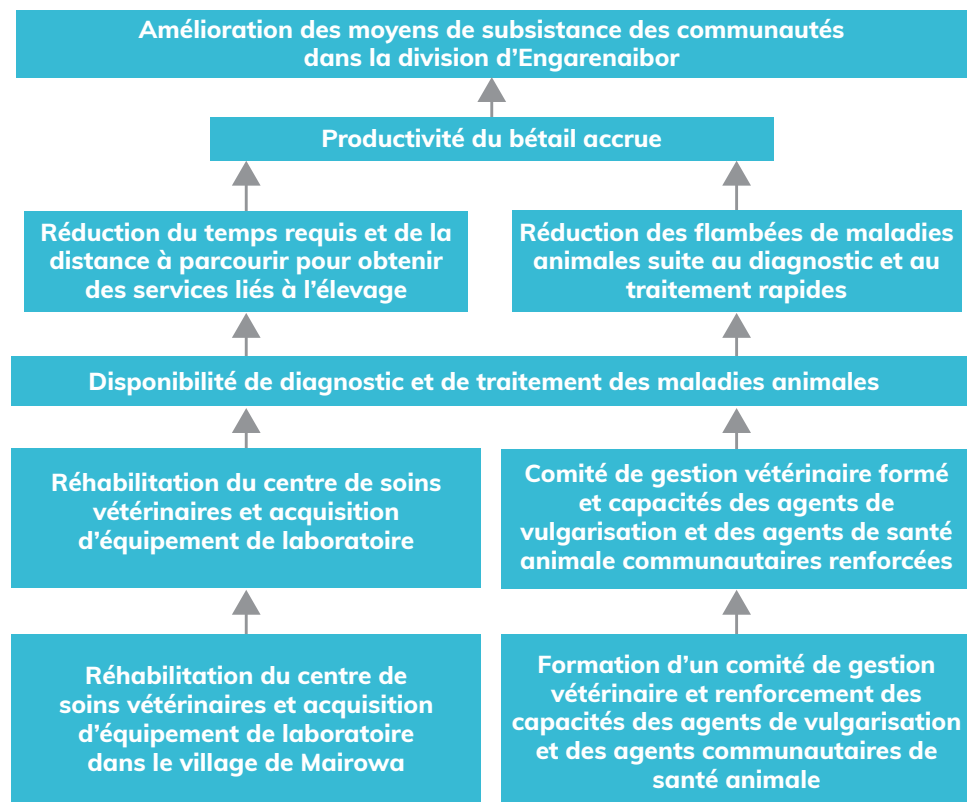 Amélioration des moyens de subsistance des communautés
dans la division d’Engarenaibor
Productivité du bétail accrue
Réduction du temps requis et de la
distance à parcourir pour obtenir
des services liés à l’élevage
Réduction des flambées de maladies
animales suite au diagnostic et au
traitement rapides
Disponibilité de diagnostic et de traitement des maladies animales
Réhabilitation du centre de soins
vétérinaires et acquisition
d’équipement de laboratoire
Comité de gestion vétérinaire formé
et capacités des agents de
vulgarisation et des agents de santé
animale communautaires renforcées
Réhabilitation du centre de
soins vétérinaires et acquisition
d’équipement de laboratoire
dans le village de Mairowa
Formation d’un comité de gestion
vétérinaire et renforcement des
capacités des agents de vulgarisation
et des agents communautaires de
santé animale